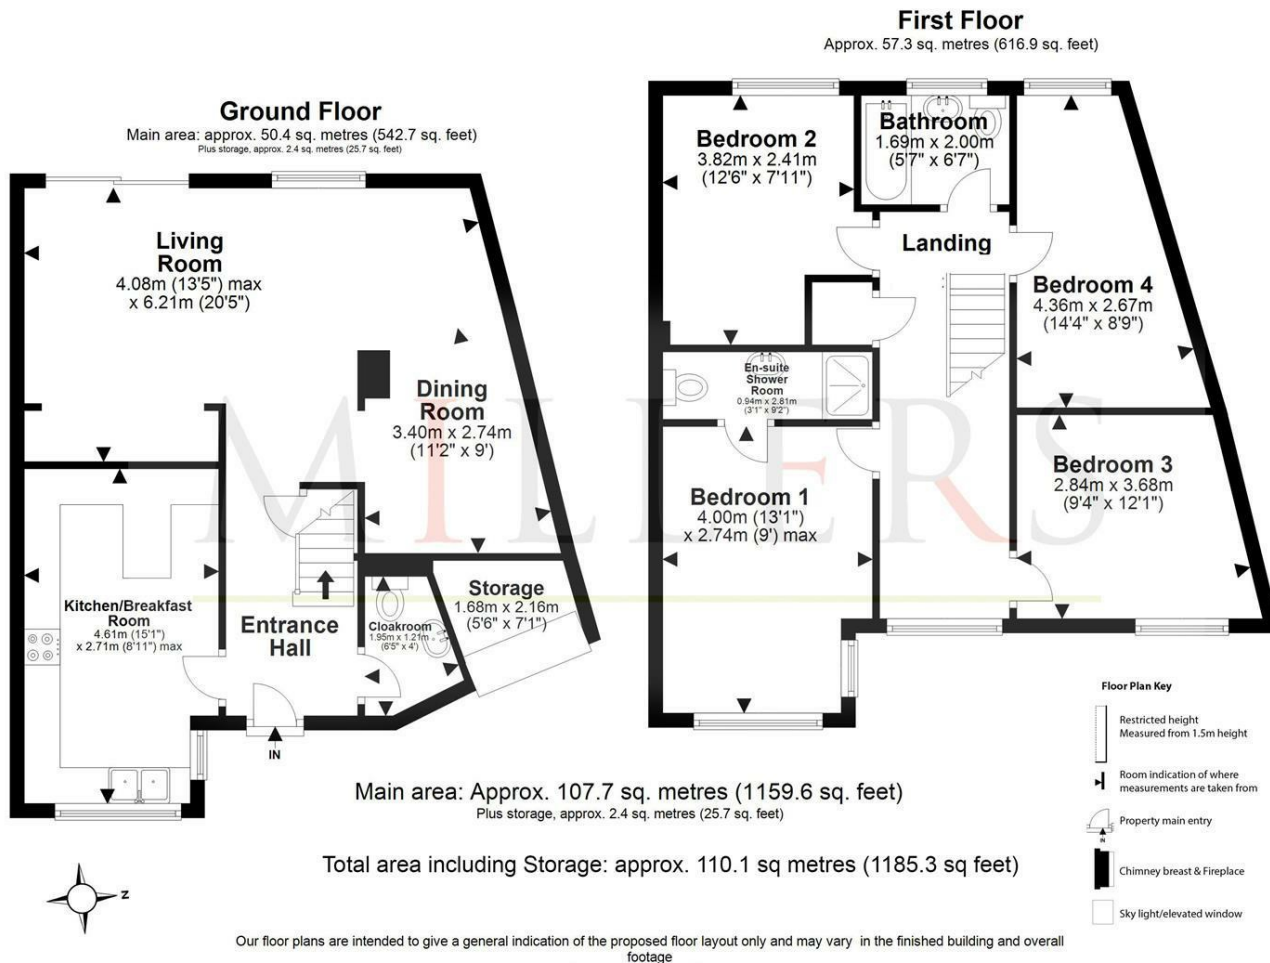 First Floor
Approx. 57.3 sq. metres (616.9 sq. feet)
Ground Floor
Main area: approx. 50.4 sq. metres (542.7 sq. feet)
Plus storage, approx. 2.4 sq. metres (25.7 sq. feet)
Living
Room
4.08m (13'5") max
x 6.21m (20'5")
Dining
Room
3.40m x 2.74m
(11'2" x 9')
Kitchen/Breakfast
Room
4.61m (15'1")
x 2.71m (8'11") max
Entrance
Hall
Cloakroom
1.95m x 1.21m
(6'5" x 4')
Storage
1.68m x 2.16m
(5'6" x 7'1")
IN
Bedroom 2
3.82m x 2.41m
(12'6" x 7'11")
Bathroom
1.69m x 2.00m
(5'7" x 6'7")
Landing
Bedroom 4
4.36m x 2.67m
(14'4" x 8'9")
En-suite
Shower
Room
0.94m x 2.81m
(3'1" x 9'2")
Bedroom 1
4.00m (13'1")
x 2.74m (9') max
Bedroom 3
2.84m x 3.68m
(9'4" x 12'1")
MILLERS
Main area: Approx. 107.7 sq. metres (1159.6 sq. feet)
Plus storage, approx. 2.4 sq. metres (25.7 sq. feet)
Total area including Storage: approx. 110.1 sq metres (1185.3 sq feet)
Floor Plan Key
Restricted height
Measured from 1.5m height
Room indication of where
measurements are taken from
Property main entry
IN
Chimney breast & Fireplace
Sky light/elevated window
Z
Our floor plans are intended to give a general indication of the proposed floor layout only and may vary in the finished building and overall
footage